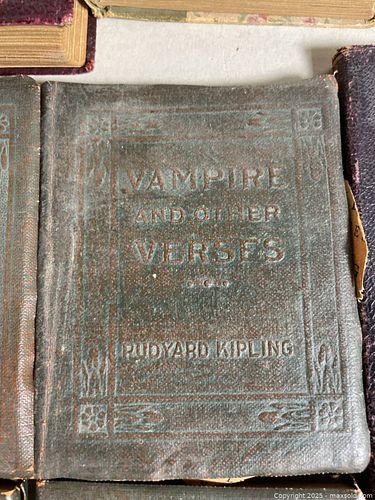 VAMPIRE
AND OTHER
VERSES
RUDYARD KIPLING
Copyright © 2025 - maxsold.com